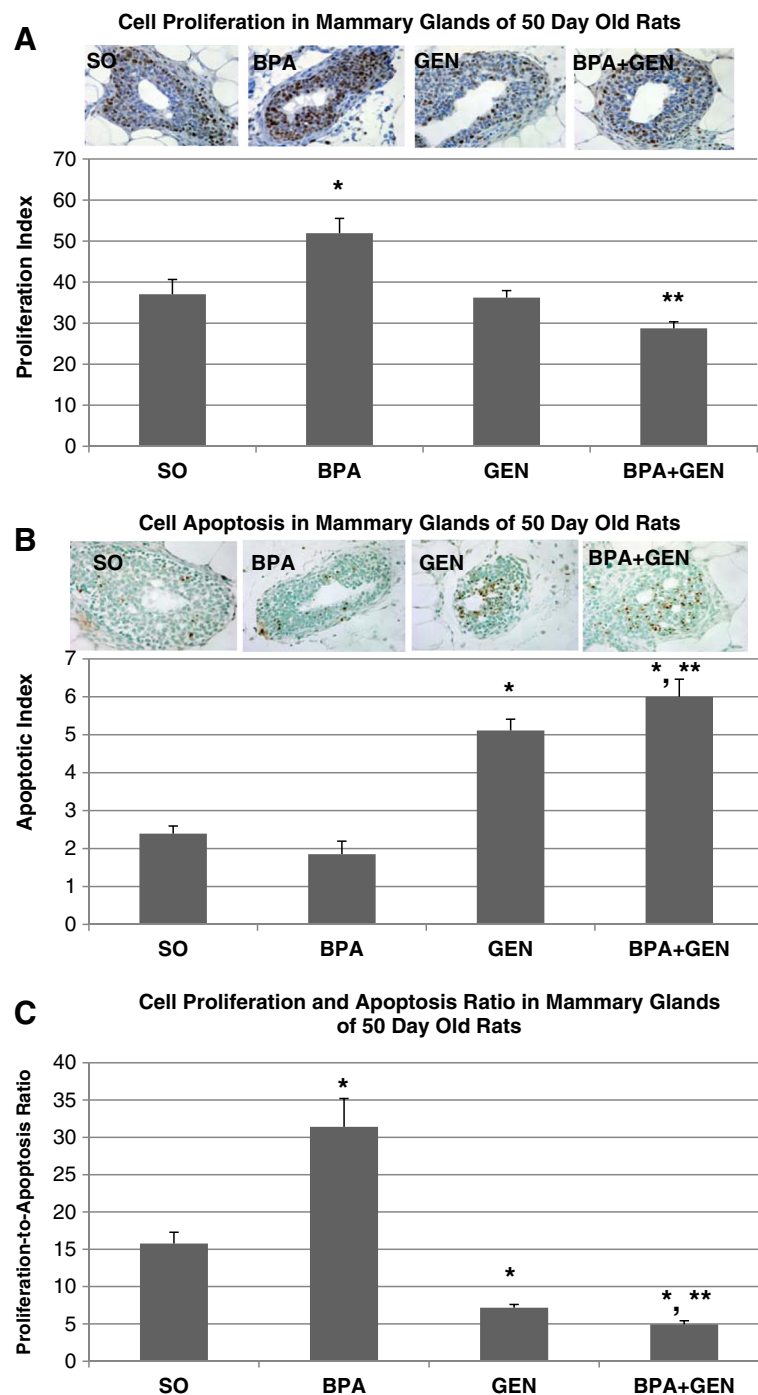 A
Cell Proliferation in Mammary Glands of 50 Day Old Rats
SO BPA GEN BPA+GEN
70
60
50
40
30
20
10
0
Proliferation Index
*
**
SO BPA GEN BPA+GEN
B
Cell Apoptosis in Mammary Glands of 50 Day Old Rats
SO BPA GEN BPA+GEN
7
6
5
4
3
2
1
0
Apoptotic Index
*
*, **
SO BPA GEN BPA+GEN
C
Cell Proliferation and Apoptosis Ratio in Mammary Glands
of 50 Day Old Rats
40
35
30
25
20
15
10
5
0
Proliferation-to-Apoptosis Ratio
*
*
*, **
SO BPA GEN BPA+GEN